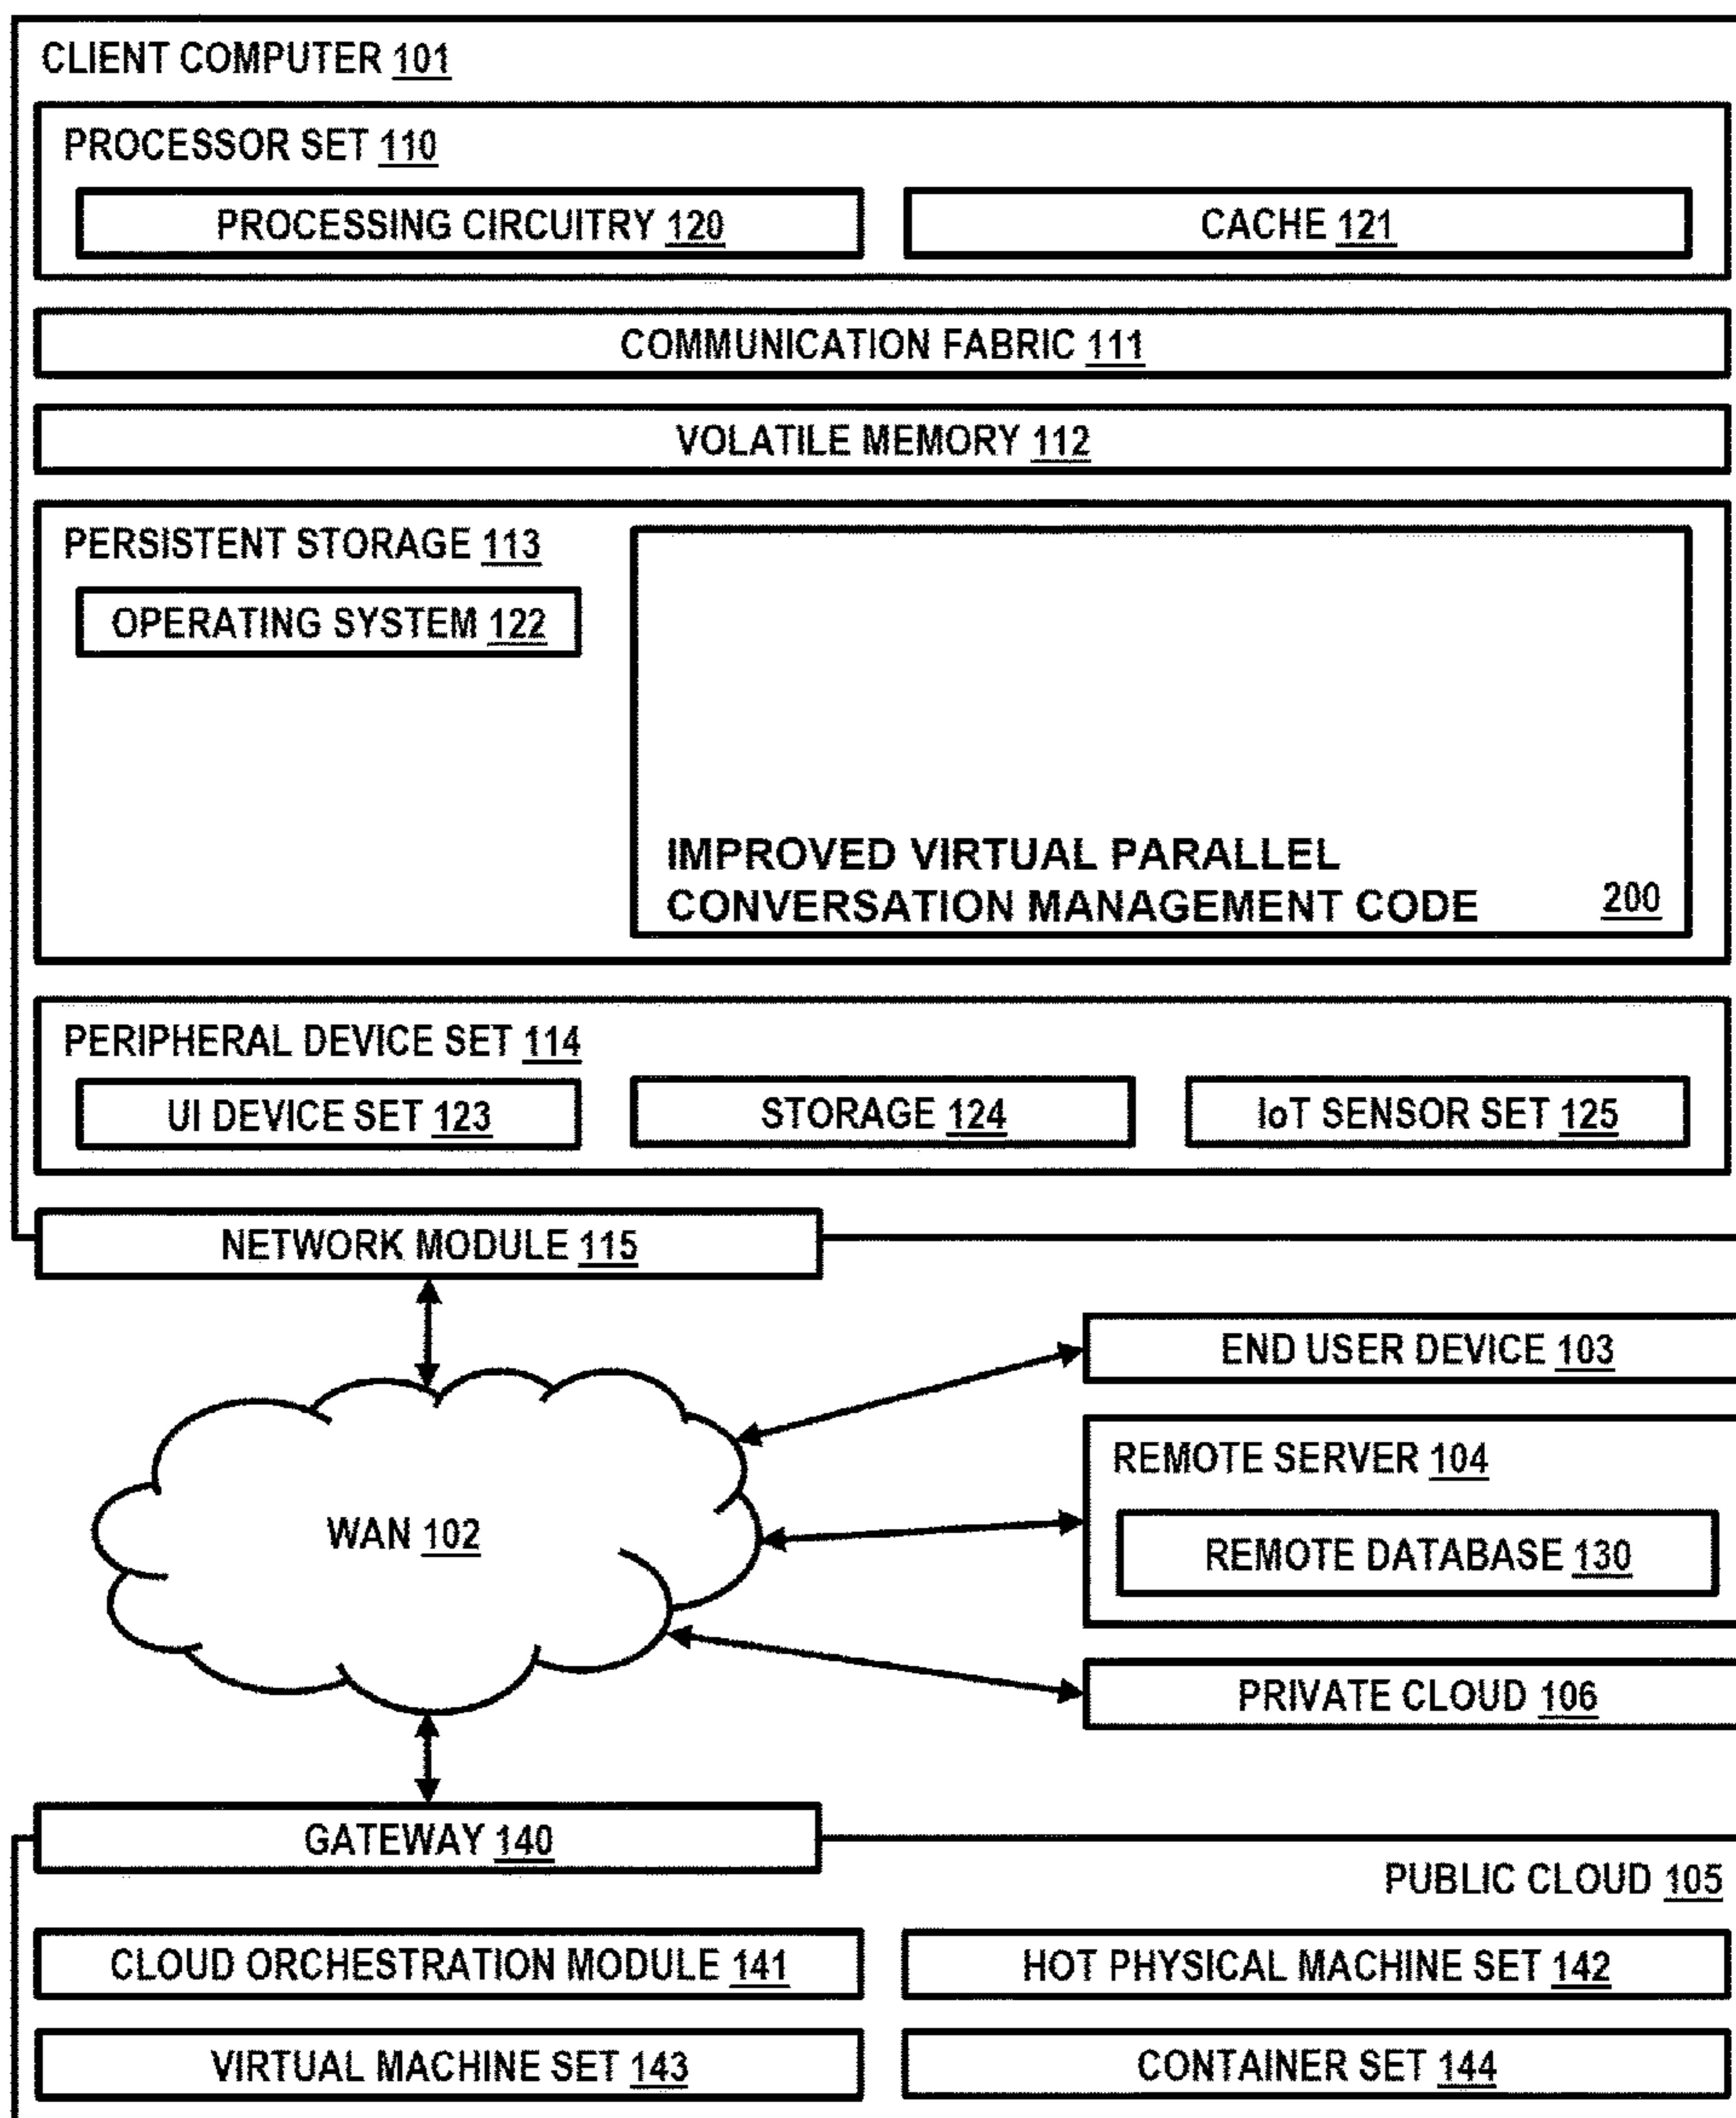 CLIENT COMPUTER 101
PROCESSOR SET 110
PROCESSING CIRCUITRY 120
CACHE 121
COMMUNICATION FABRIC 111
VOLATILE MEMORY 112
PERSISTENT STORAGE 113
OPERATING SYSTEM 122
IMPROVED VIRTUAL PARALLEL
CONVERSATION MANAGEMENT CODE 200
PERIPHERAL DEVICE SET 114
UI DEVICE SET 123
STORAGE 124
IoT SENSOR SET 125
NETWORK MODULE 115
END USER DEVICE 103
REMOTE SERVER 104
WAN 102
REMOTE DATABASE 130
PRIVATE CLOUD 106
GATEWAY 140
PUBLIC CLOUD 105
CLOUD ORCHESTRATION MODULE 141
HOT PHYSICAL MACHINE SET 142
VIRTUAL MACHINE SET 143
CONTAINER SET 144